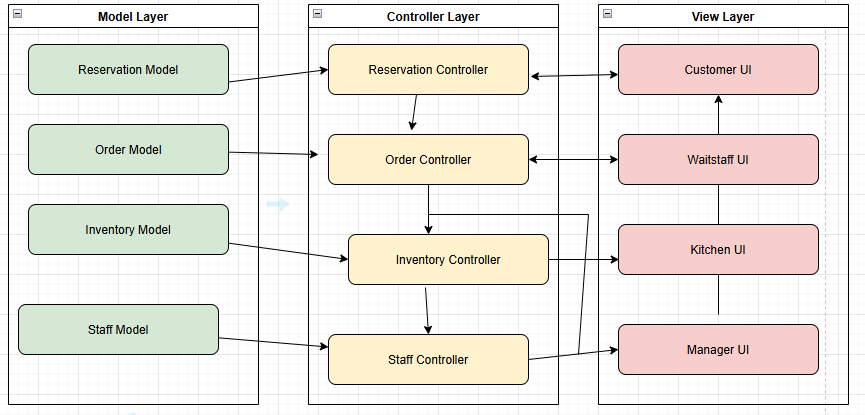 Model Layer
Controller Layer
View Layer
Reservation Model
Reservation Controller
Customer UI
Order Model
Order Controller
Waitstaff UI
Inventory Model
Inventory Controller
Kitchen UI
Staff Model
Staff Controller
Manager UI